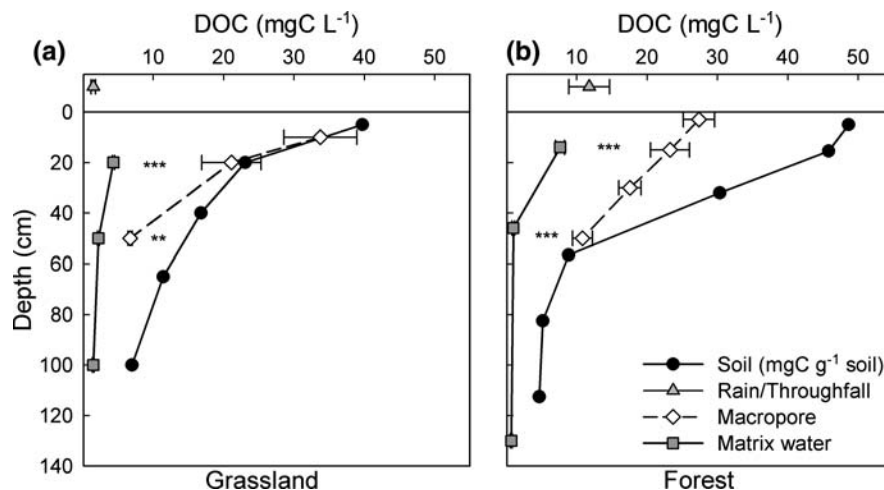 DOC (mgC L⁻¹) DOC (mgC L⁻¹)
(a) 10 20 30 40 50 (b) 10 20 30 40 50
0
20 *** ***
40
** ***
60
80
100 Soil (mgC g⁻¹ soil)
Rain/Throughfall
120 Macropore
Matrix water
140
Grassland Forest
Depth (cm)